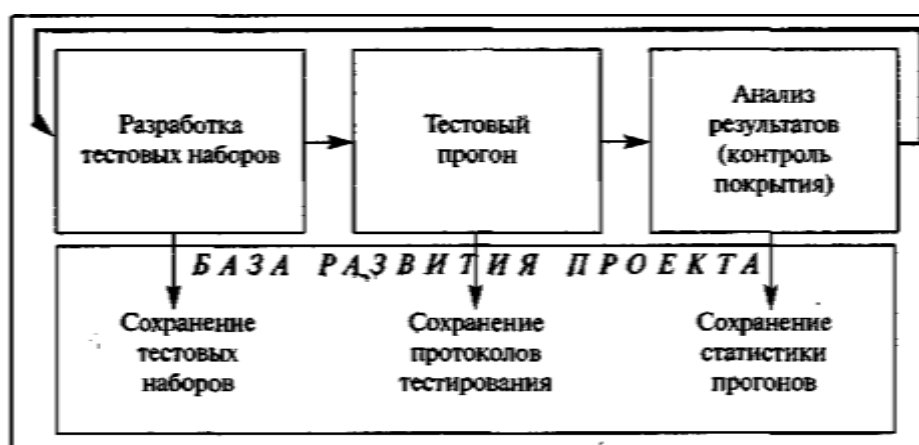 Разработка
тестовых наборов
Тестовый
прогон
Анализ
результатов
(контроль
покрытия)
БАЗА РАЗВИТИЯ ПРОЕКТА
Сохранение
тестовых
наборов
Сохранение
протоколов
тестирования
Сохранение
статистики
прогонов